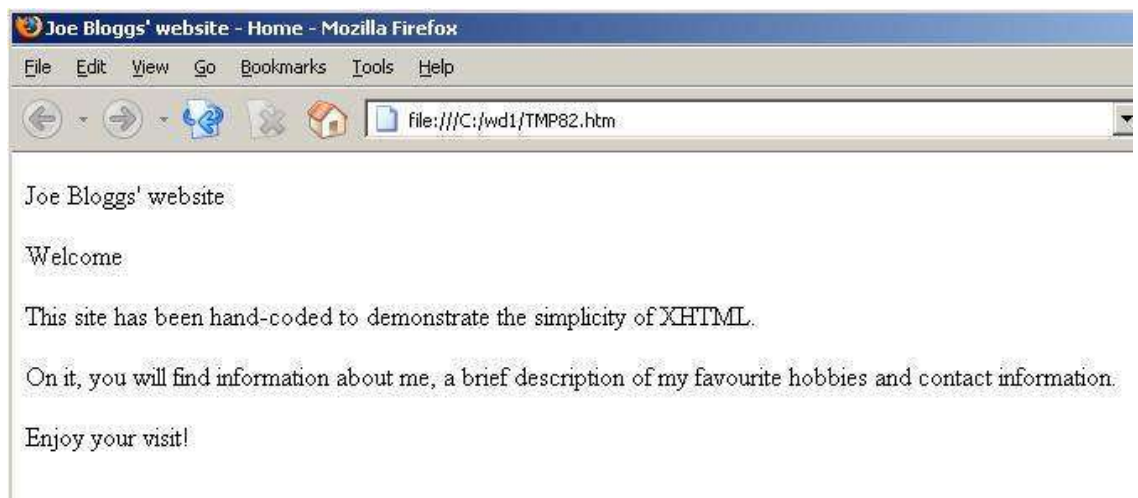 Joe Bloggs' website - Home - Mozilla Firefox
File Edit View Go Bookmarks Tools Help
file:///C:/wd1/TMP82.htm
Joe Bloggs' website
Welcome
This site has been hand-coded to demonstrate the simplicity of XHTML.
On it, you will find information about me, a brief description of my favourite hobbies and contact information.
Enjoy your visit!